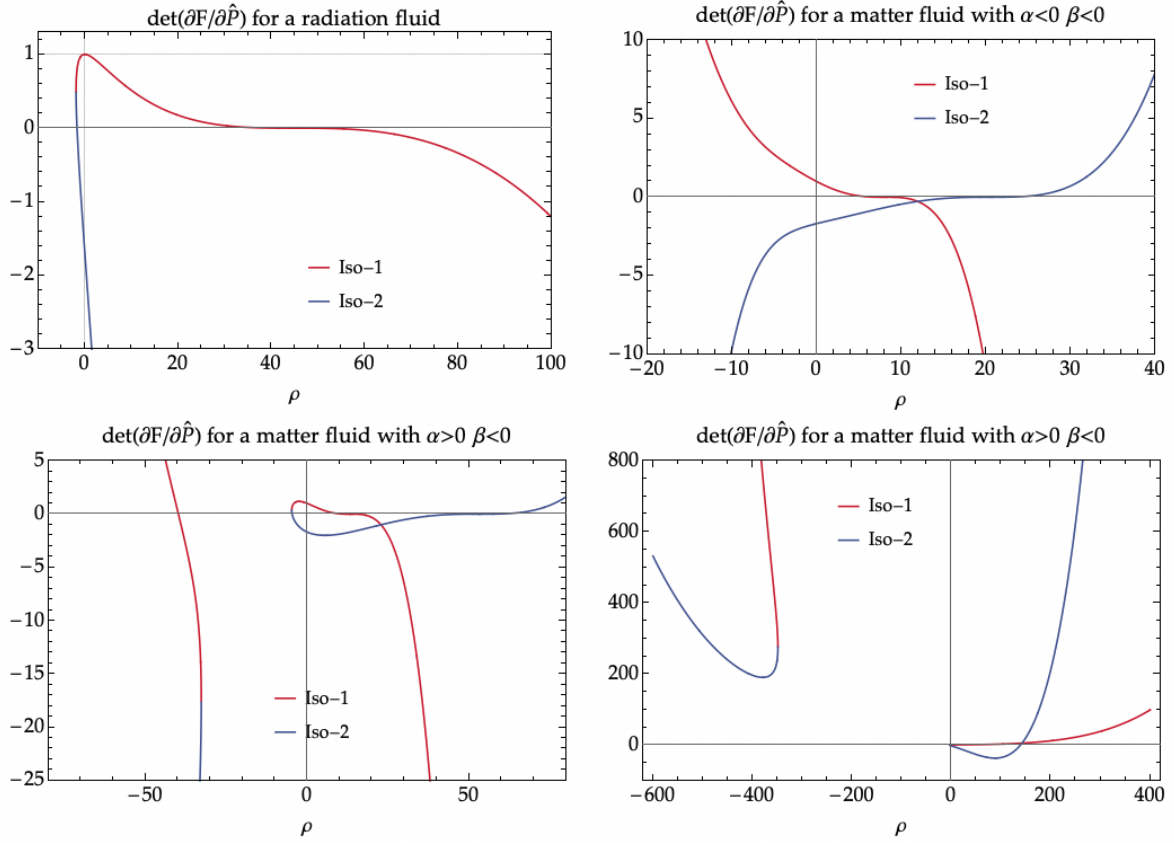 det(∂F/∂P̂) for a radiation fluid
1
0
−1
−2
−3
Iso−1
Iso−2
0
20
40
60
80
100
ρ
det(∂F/∂P̂) for a matter fluid with α<0 β<0
10
5
0
−5
−10
Iso−1
Iso−2
−20
−10
0
10
20
30
40
ρ
det(∂F/∂P̂) for a matter fluid with α>0 β<0
5
0
−5
−10
−15
−20
−25
Iso−1
Iso−2
−50
0
50
ρ
det(∂F/∂P̂) for a matter fluid with α>0 β<0
800
600
400
200
0
Iso−1
Iso−2
−600
−400
−200
0
200
400
ρ